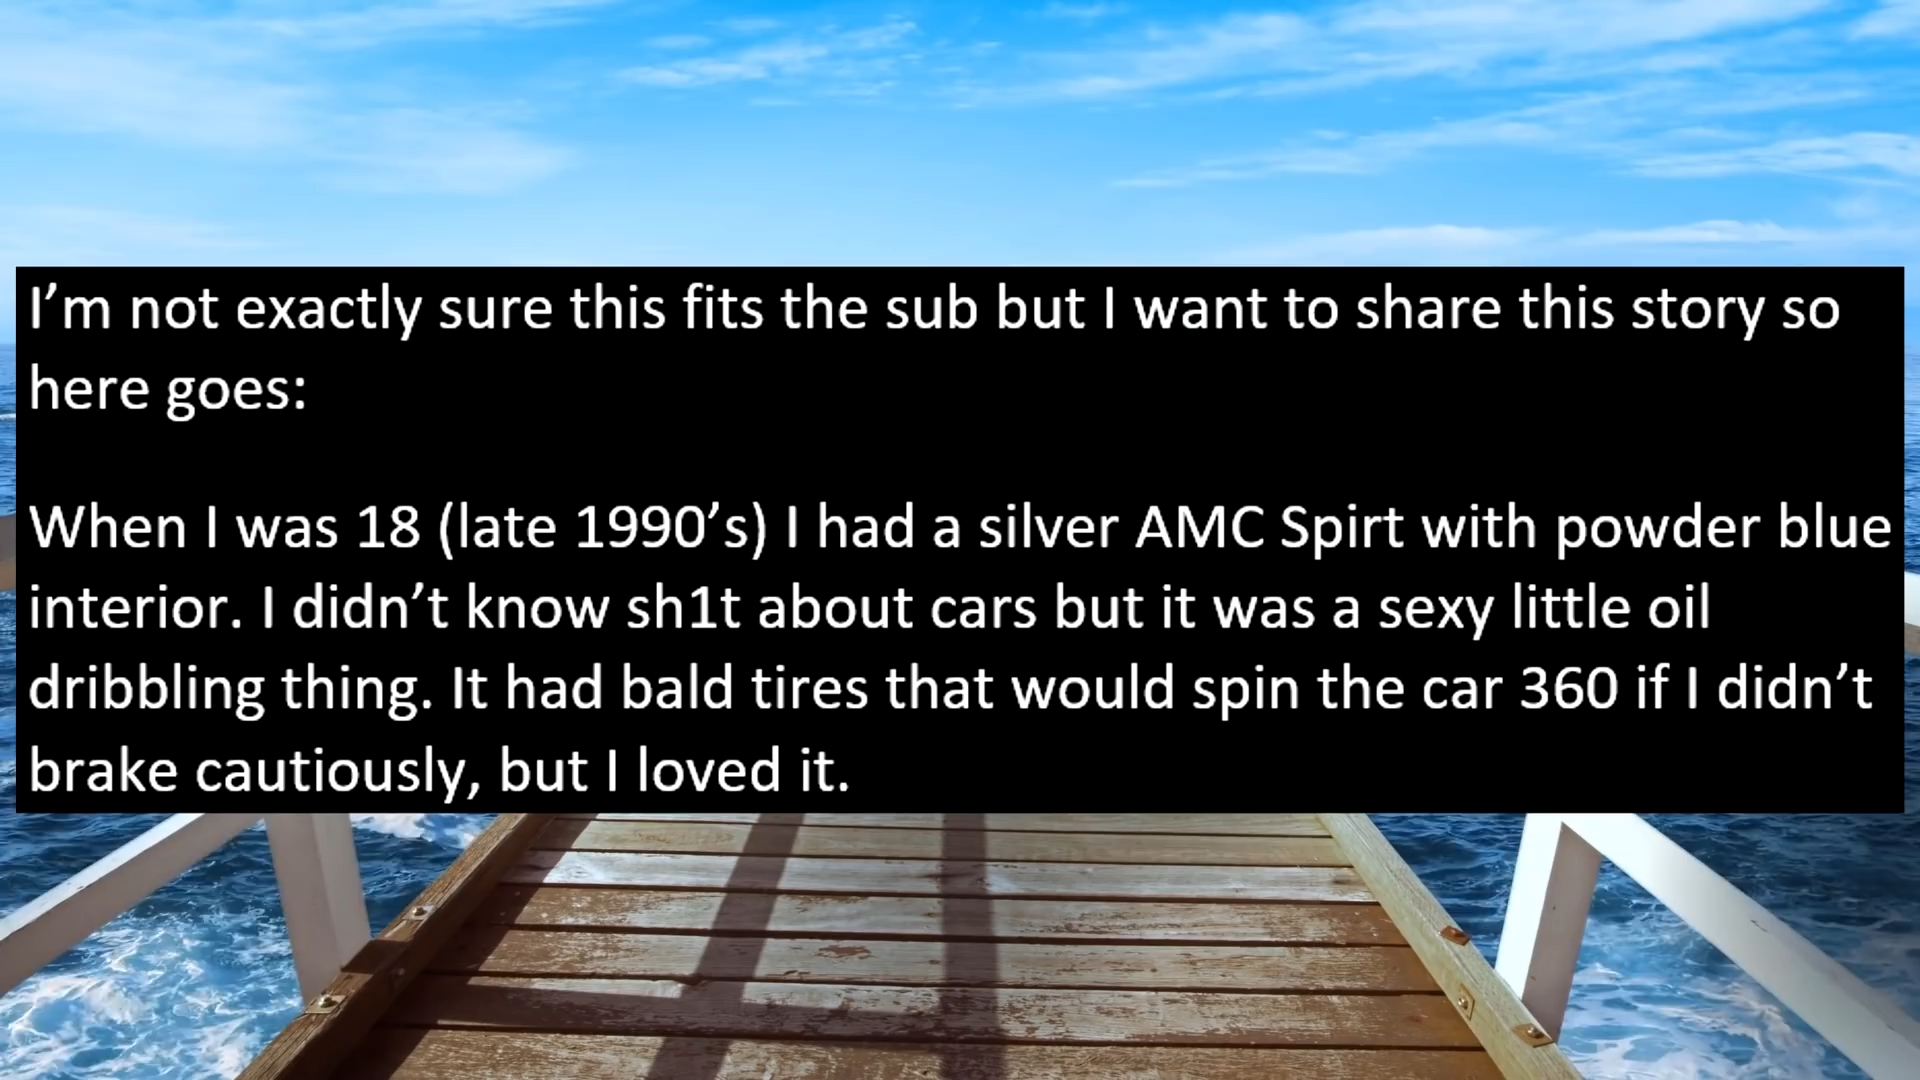 I’m not exactly sure this fits the sub but I want to share this story so
here goes:
When I was 18 (late 1990’s) I had a silver AMC Spirt with powder blue
interior. I didn’t know sh1t about cars but it was a sexy little oil
dribbling thing. It had bald tires that would spin the car 360 if I didn’t
brake cautiously, but I loved it.